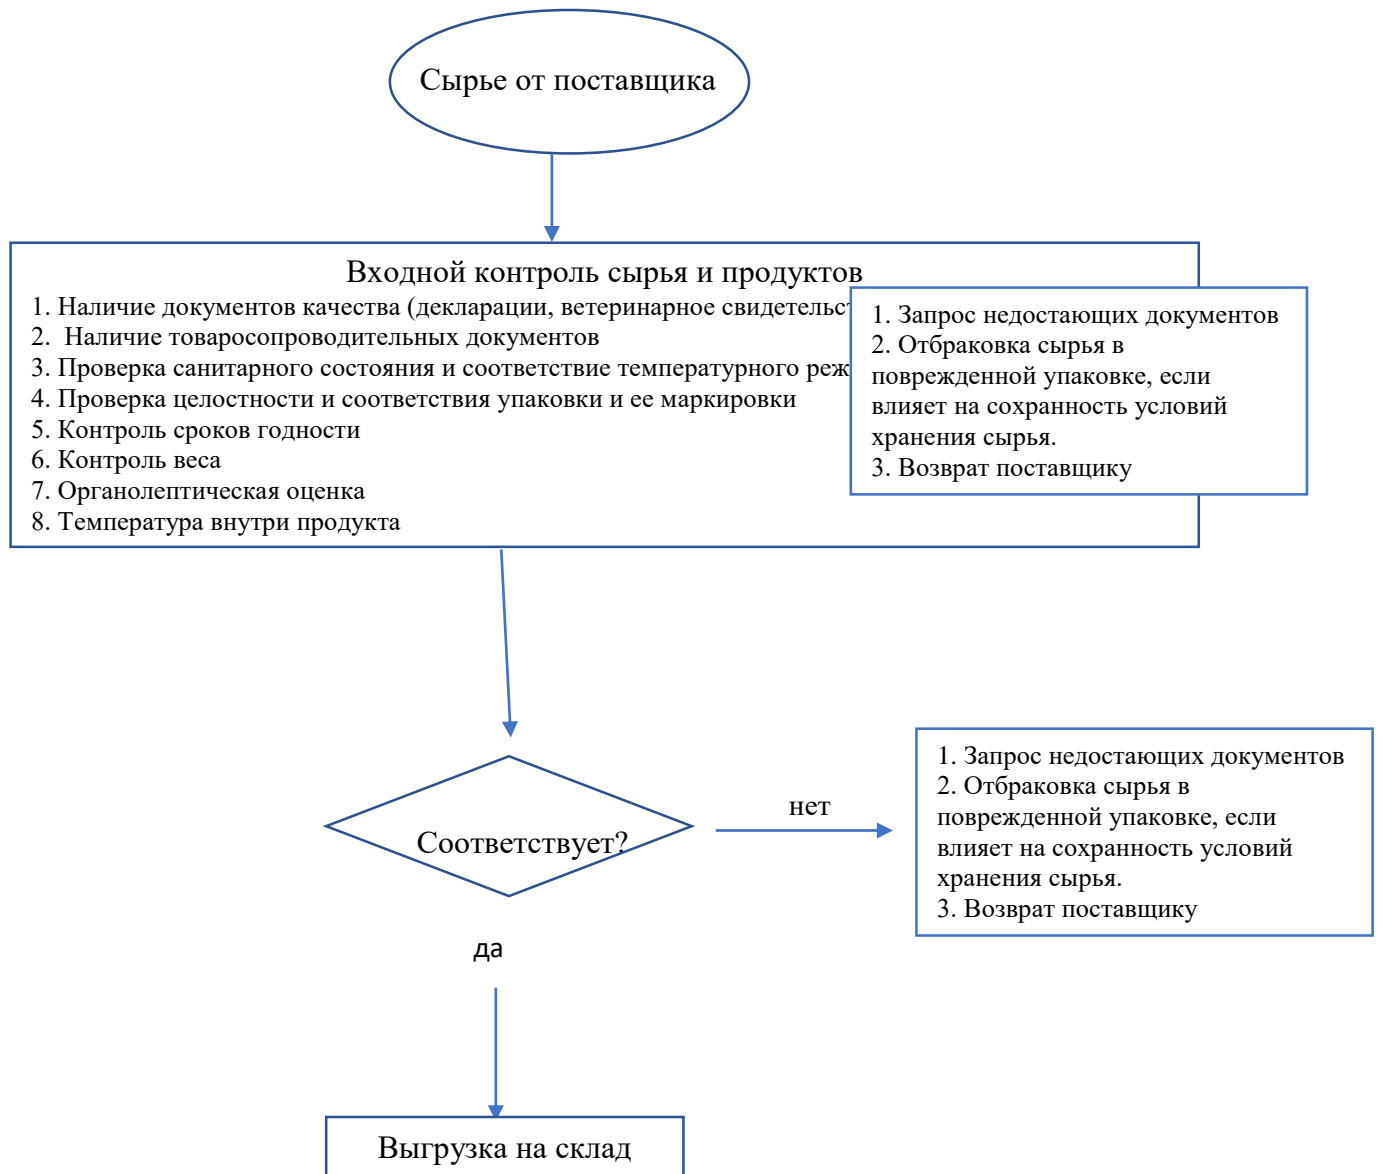 Сырье от поставщика
Входной контроль сырья и продуктов
1. Наличие документов качества (декларации, ветеринарное
2.  Наличие товаросопроводительных документов
3. Проверка санитарного состояния и соответствие температурного
4. Проверка целостности и соответствия упаковки и ее маркировки
5. Контроль сроков годности
6. Контроль веса
7. Органолептическая оценка
8. Температура внутри продукта
1. Запрос недостающих документов
2. Отбраковка сырья в
поврежденной упаковке, если
влияет на сохранность условий
хранения сырья.
3. Возврат поставщику
Соответствует?
нет
1. Запрос недостающих документов
2. Отбраковка сырья в
поврежденной упаковке, если
влияет на сохранность условий
хранения сырья.
3. Возврат поставщику
да
Выгрузка на склад